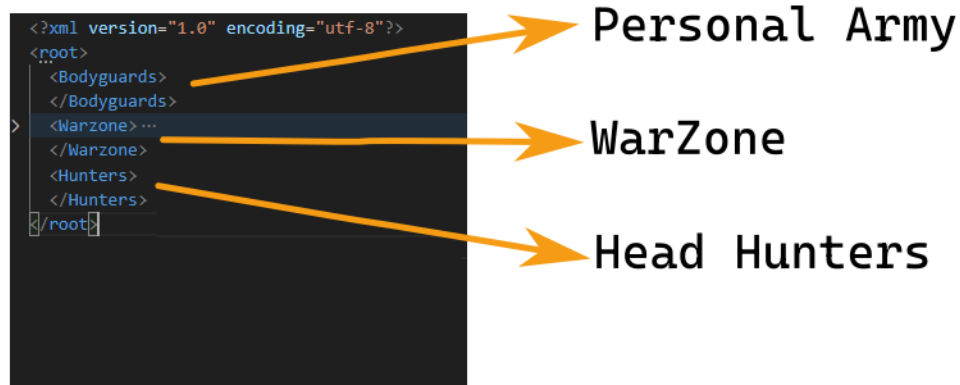 <?xml version="1.0" encoding="utf-8"?>
<root>
<Bodyguards>
</Bodyguards>
<Warzone> ···
</Warzone>
<Hunters>
</Hunters>
</root>
Personal Army
WarZone
Head Hunters